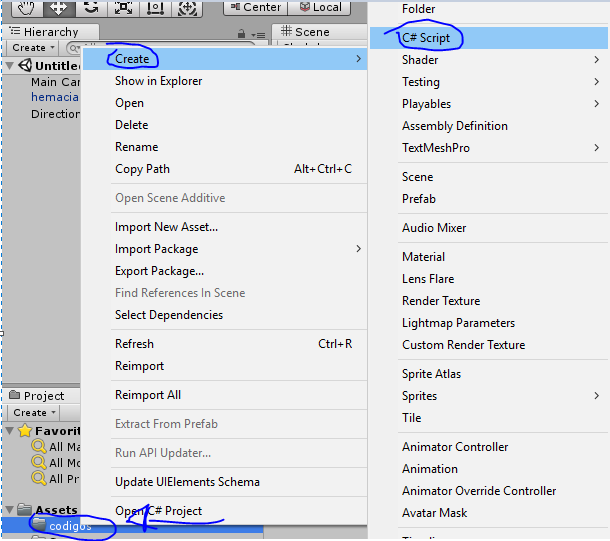 Center Local
Hierarchy
Create
Scene
Untitle
Main Car
hemacia
Direction
Create
Show in Explorer
Open
Delete
Rename
Copy Path Alt+Ctrl+C
Open Scene Additive
Import New Asset...
Import Package
Export Package...
Find References In Scene
Select Dependencies
Refresh Ctrl+R
Reimport
Reimport All
Extract From Prefab
Run API Updater...
Update UIElements Schema
Open C# Project
Project
Create
Favorit
All Ma
All Mo
All Pr
Assets
codigos
Folder
C# Script
Shader
Testing
Playables
Assembly Definition
TextMeshPro
Scene
Prefab
Audio Mixer
Material
Lens Flare
Render Texture
Lightmap Parameters
Custom Render Texture
Sprite Atlas
Sprites
Tile
Animator Controller
Animation
Animator Override Controller
Avatar Mask